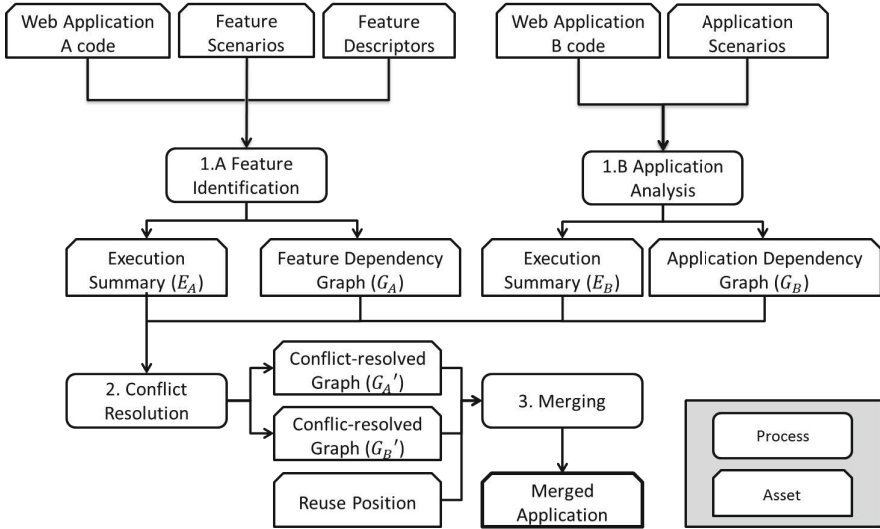 Web Application
A code
Feature
Scenarios
Feature
Descriptors
Web Application
B code
Application
Scenarios
1.A Feature
Identification
1.B Application
Analysis
Execution
Summary (E_A)
Feature Dependency
Graph (G_A)
Execution
Summary (E_B)
Application Dependency
Graph (G_B)
2. Conflict
Resolution
Conflict-resolved
Graph (G_A′)
Conflic-resolved
Graph (G_B′)
Reuse Position
3. Merging
Merged
Application
Process
Asset